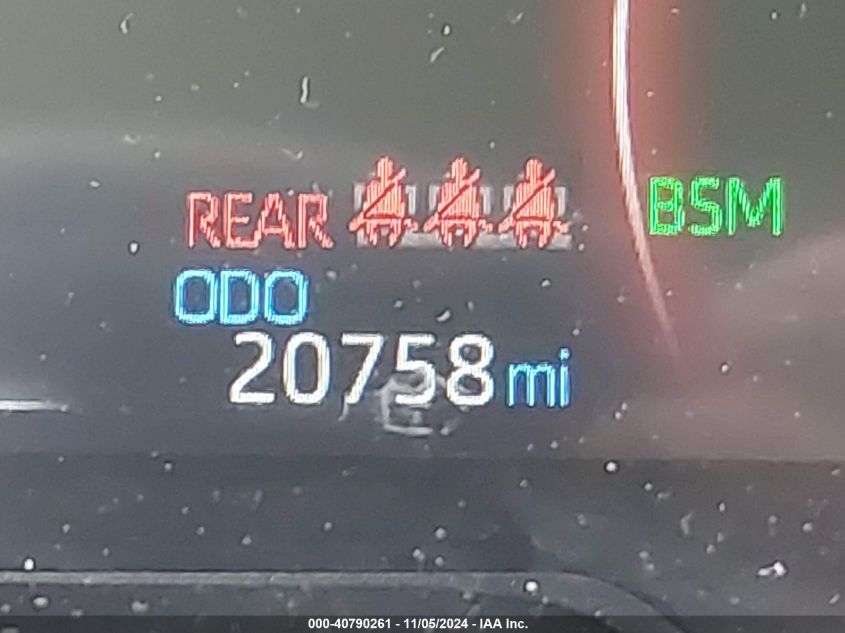 REAR BSM
ODO
20758 mi
000-40790261 - 11/05/2024 - IAA Inc.